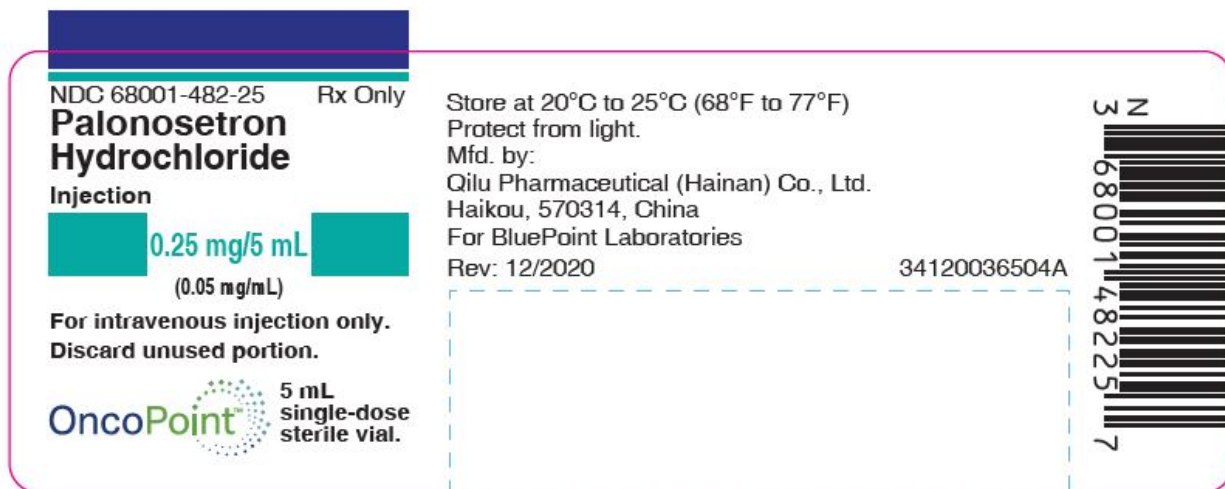 NDC 68001-482-25 Rx Only
Palonosetron
Hydrochloride
Injection
0.25 mg/5 mL
(0.05 mg/mL)
For intravenous injection only.
Discard unused portion.
OncoPoint™
5 mL
single-dose
sterile vial.
Store at 20°C to 25°C (68°F to 77°F)
Protect from light.
Mfd. by:
Qilu Pharmaceutical (Hainan) Co., Ltd.
Haikou, 570314, China
For BluePoint Laboratories
Rev: 12/2020 34120036504A
N
3 68001 48225 7